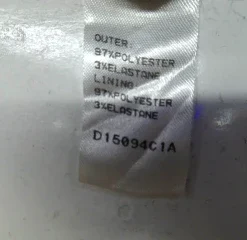 OUTER:
97%POLYESTER
3%ELASTANE
LINING
97%POLYESTER
3%ELASTANE
D15094C1A